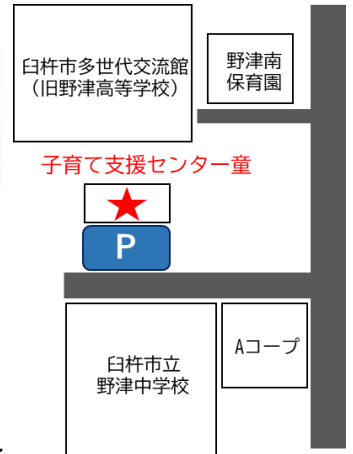 臼杵市多世代交流館
（旧野津高等学校）
野津南
保育園
子育て支援センター童
P
Aコープ
臼杵市立
野津中学校